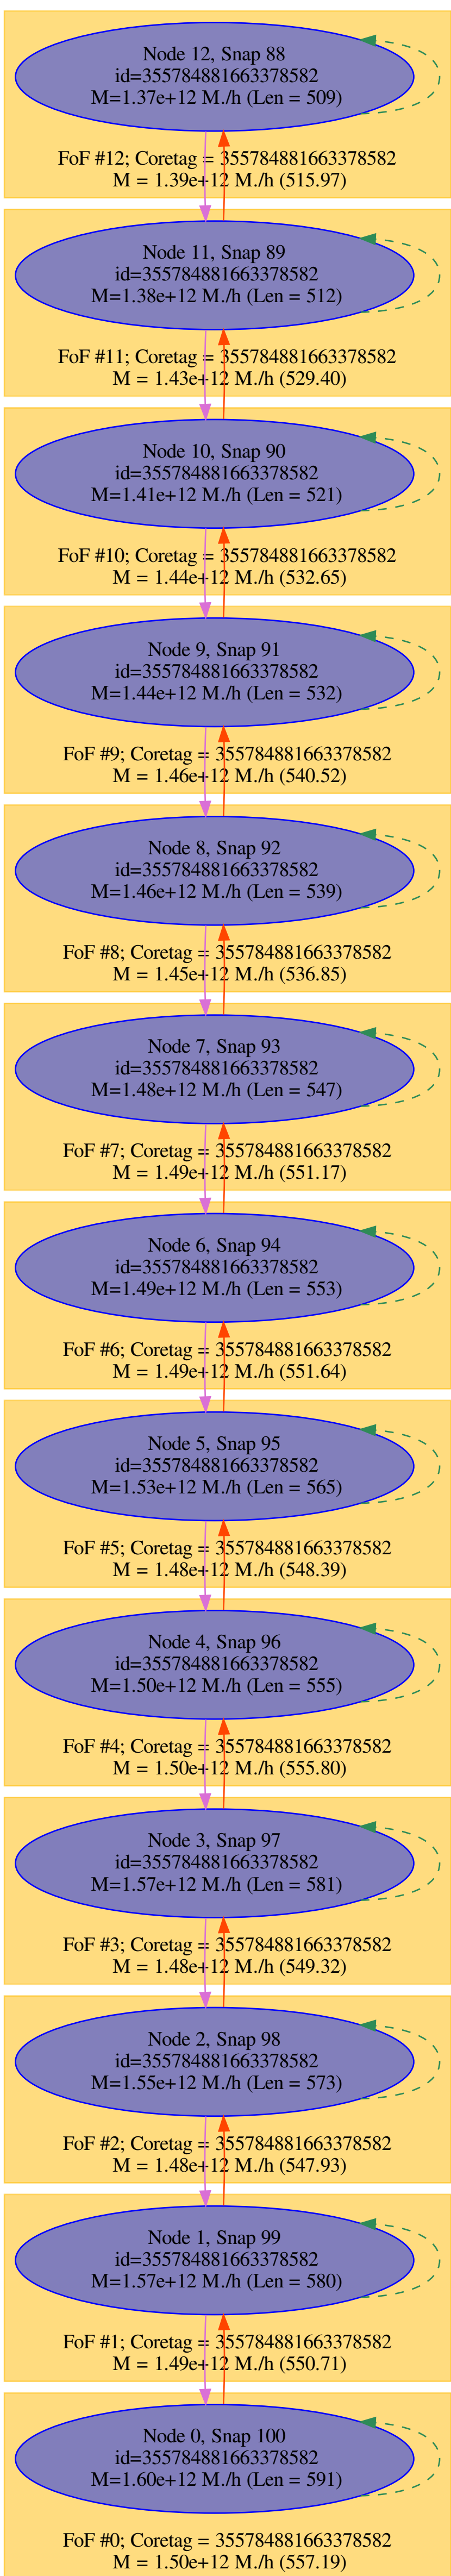 Node 12, Snap 88
id=355784881663378582
M=1.37e+12 M./h (Len = 509)
FoF #12; Coretag = 355784881663378582
M = 1.39e+12 M./h (515.97)
Node 11, Snap 89
id=355784881663378582
M=1.38e+12 M./h (Len = 512)
FoF #11; Coretag = 355784881663378582
M = 1.43e+12 M./h (529.40)
Node 10, Snap 90
id=355784881663378582
M=1.41e+12 M./h (Len = 521)
FoF #10; Coretag = 355784881663378582
M = 1.44e+12 M./h (532.65)
Node 9, Snap 91
id=355784881663378582
M=1.44e+12 M./h (Len = 532)
FoF #9; Coretag = 355784881663378582
M = 1.46e+12 M./h (540.52)
Node 8, Snap 92
id=355784881663378582
M=1.46e+12 M./h (Len = 539)
FoF #8; Coretag = 355784881663378582
M = 1.45e+12 M./h (536.85)
Node 7, Snap 93
id=355784881663378582
M=1.48e+12 M./h (Len = 547)
FoF #7; Coretag = 355784881663378582
M = 1.49e+12 M./h (551.17)
Node 6, Snap 94
id=355784881663378582
M=1.49e+12 M./h (Len = 553)
FoF #6; Coretag = 355784881663378582
M = 1.49e+12 M./h (551.64)
Node 5, Snap 95
id=355784881663378582
M=1.53e+12 M./h (Len = 565)
FoF #5; Coretag = 355784881663378582
M = 1.48e+12 M./h (548.39)
Node 4, Snap 96
id=355784881663378582
M=1.50e+12 M./h (Len = 555)
FoF #4; Coretag = 355784881663378582
M = 1.50e+12 M./h (555.80)
Node 3, Snap 97
id=355784881663378582
M=1.57e+12 M./h (Len = 581)
FoF #3; Coretag = 355784881663378582
M = 1.48e+12 M./h (549.32)
Node 2, Snap 98
id=355784881663378582
M=1.55e+12 M./h (Len = 573)
FoF #2; Coretag = 355784881663378582
M = 1.48e+12 M./h (547.93)
Node 1, Snap 99
id=355784881663378582
M=1.57e+12 M./h (Len = 580)
FoF #1; Coretag = 355784881663378582
M = 1.49e+12 M./h (550.71)
Node 0, Snap 100
id=355784881663378582
M=1.60e+12 M./h (Len = 591)
FoF #0; Coretag = 355784881663378582
M = 1.50e+12 M./h (557.19)